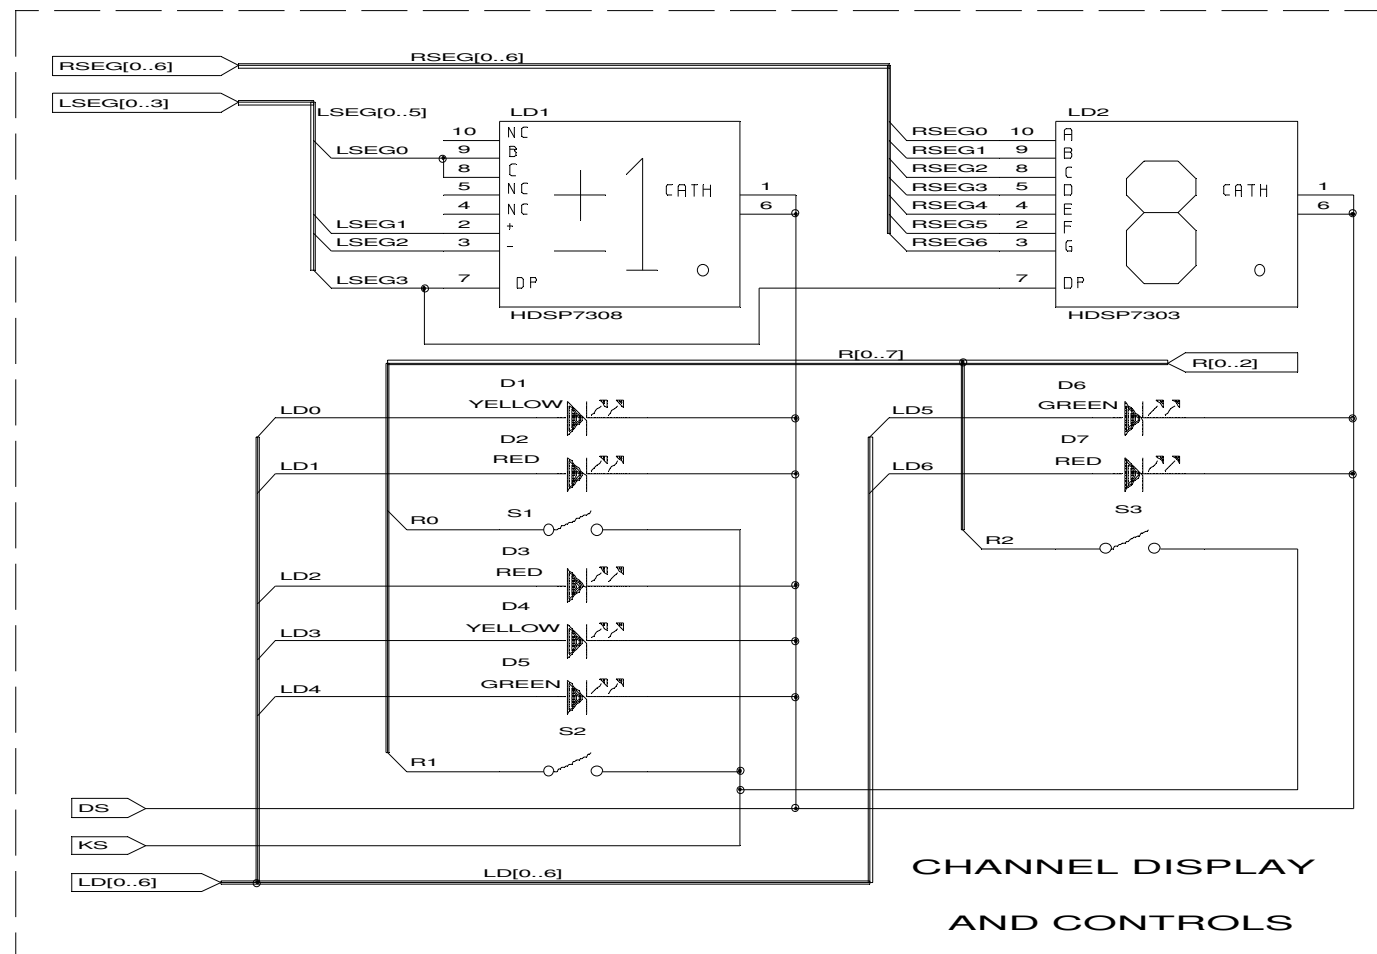 RSEG[0..6]
RSEG[0..6]
LSEG[0..3]
LSEG[0..5]
LD1
LD2
LSEG0
10 NC
9 B
8 C
5 NC
4 NC
LSEG1 2 +
LSEG2 3 -
LSEG3 7 DP
±1
CATH
1
6
HDSP7308
RSEG0 10 A
RSEG1 9 B
RSEG2 8 C
RSEG3 5 D
RSEG4 4 E
RSEG5 2 F
RSEG6 3 G
7 DP
8
CATH
1
6
HDSP7303
R[0..7]
R[0..2]
D1
LD0 YELLOW
D2
LD1 RED
R0 S1
D3
LD2 RED
D4
LD3 YELLOW
D5
LD4 GREEN
S2
R1
D6
LD5 GREEN
D7
LD6 RED
S3
R2
DS
KS
LD[0..6]
LD[0..6]
CHANNEL DISPLAY
AND CONTROLS